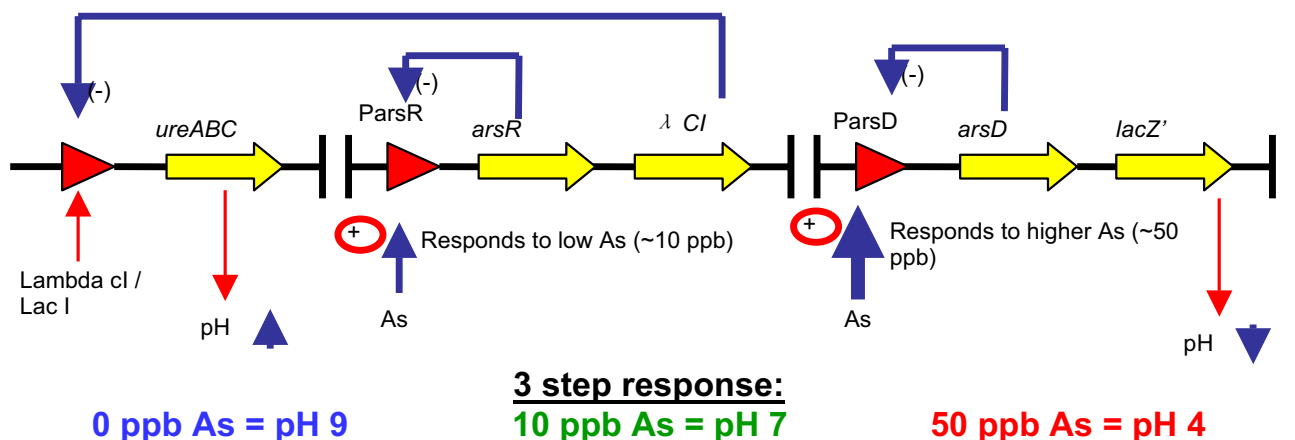 (-)
(-)
(-)
ParsR
ParsD
ureABC
arsR
λ CI
arsD
lacZ'
+
+
Responds to low As (~10 ppb)
Responds to higher As (~50
ppb)
Lambda cI /
Lac I
pH
As
As
pH
3 step response:
0 ppb As = pH 9
10 ppb As = pH 7
50 ppb As = pH 4